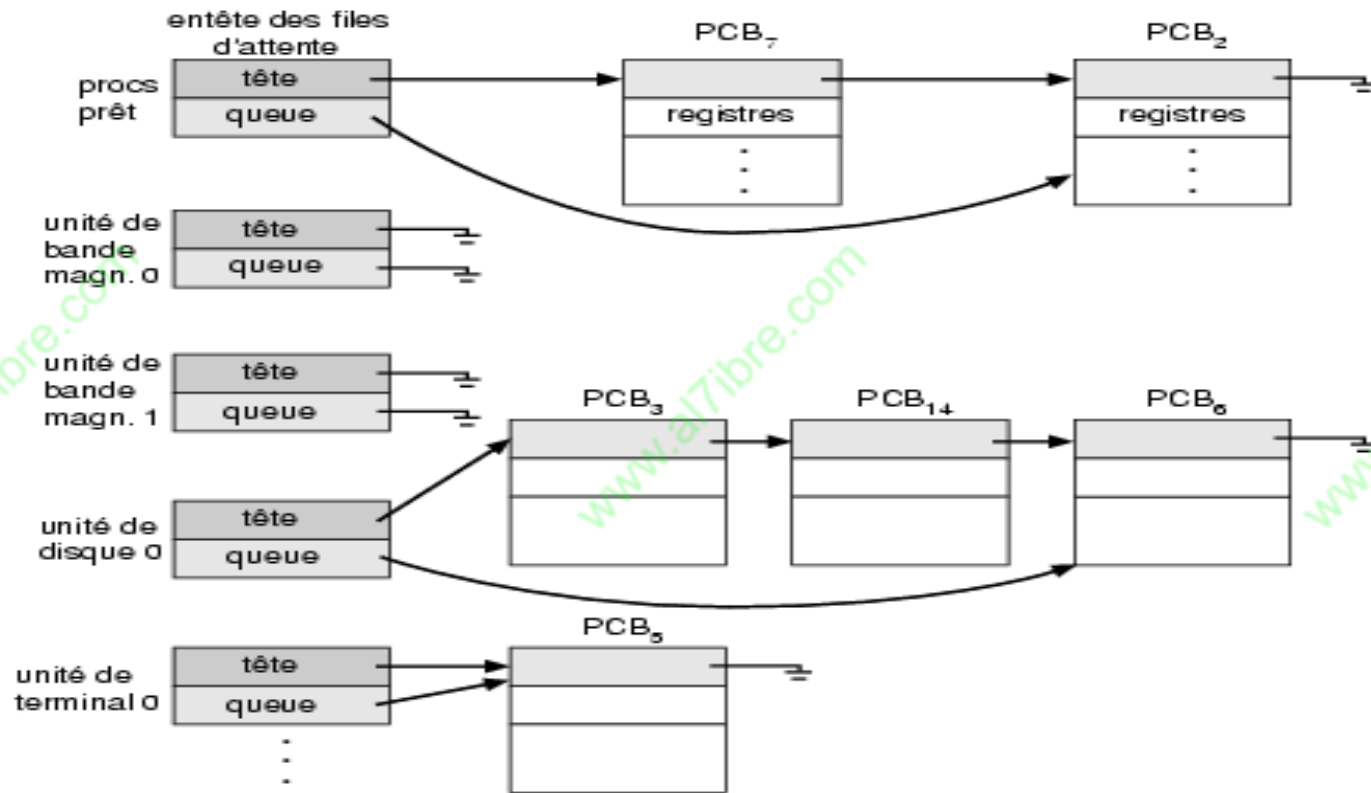 entête des files
d'attente
PCB7
PCB2
procs
prêt
tête
queue
registres
registres
unité de
bande
magn. 0
tête
queue
unité de
bande
magn. 1
tête
queue
PCB3
PCB14
PCB6
unité de
disque 0
tête
queue
PCB5
unité de
terminal 0
tête
queue
www.al7ibre.com